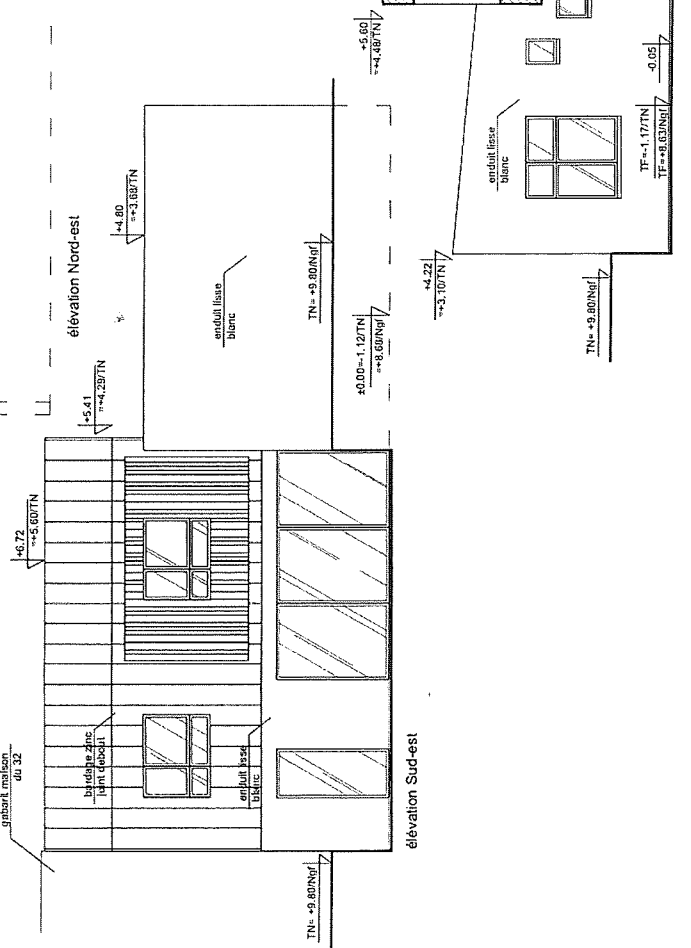 gabarit maison
du 32
+6.72
=+5.60/TN
+5.41
=+4.29/TN
élévation Nord-est
+4.80
=+3.68/TN
+5.60
=+4.48/TN
bardage zinc
joint debout
enduit lisse
blanc
enduit lisse
blanc
TN= +9.80/Ngf
TN= +9.80/Ngf
±0.00=-1.12/TN
=+8.68/Ngf
élévation Sud-est
+4.22
=+3.10/TN
enduit lisse
blanc
-0.05
TF=-1.17/TN
TF=+8.63/Ngf
TN= +9.80/Ngf